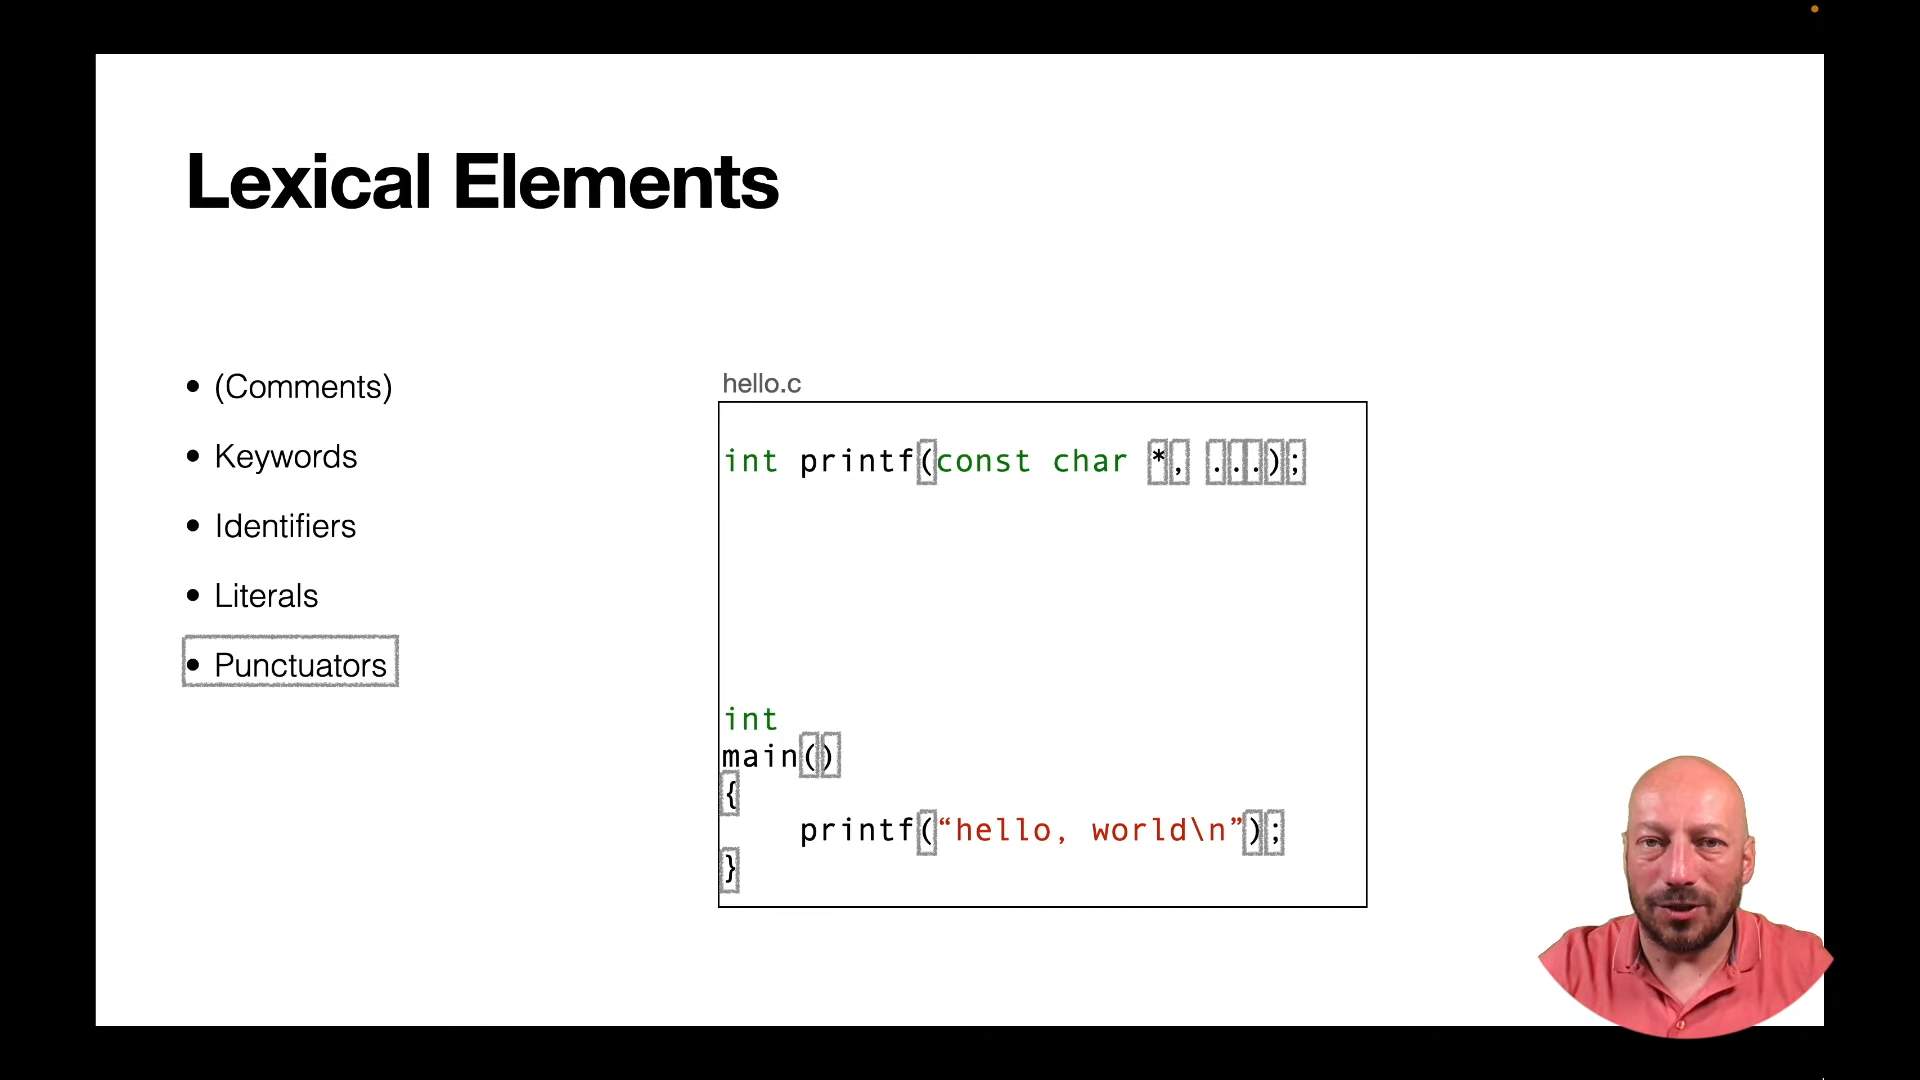 Lexical Elements
• (Comments)
• Keywords
• Identifiers
• Literals
• Punctuators
hello.c
int printf(const char *, ...);
int
main()
{
    printf(“hello, world\n”);
}